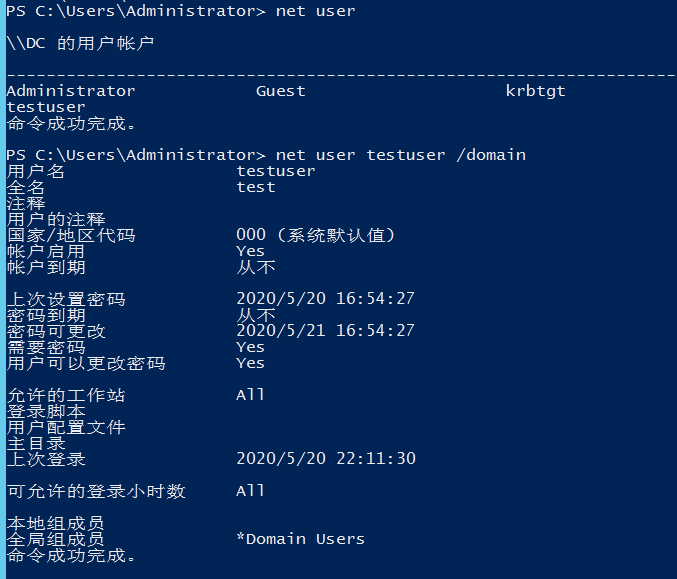 PS C:\Users\Administrator> net user
\\DC 的用户帐户
-------------------------------------------------------------------
Administrator            Guest                    krbtgt
testuser
命令成功完成。
PS C:\Users\Administrator> net user testuser /domain
用户名                 testuser
全名                   test
注释
用户的注释
国家/地区代码          000 (系统默认值)
帐户启用               Yes
帐户到期               从不
上次设置密码           2020/5/20 16:54:27
密码到期               从不
密码可更改             2020/5/21 16:54:27
需要密码               Yes
用户可以更改密码       Yes
允许的工作站           All
登录脚本
用户配置文件
主目录
上次登录               2020/5/20 22:11:30
可允许的登录小时数     All
本地组成员
全局组成员             *Domain Users
命令成功完成。